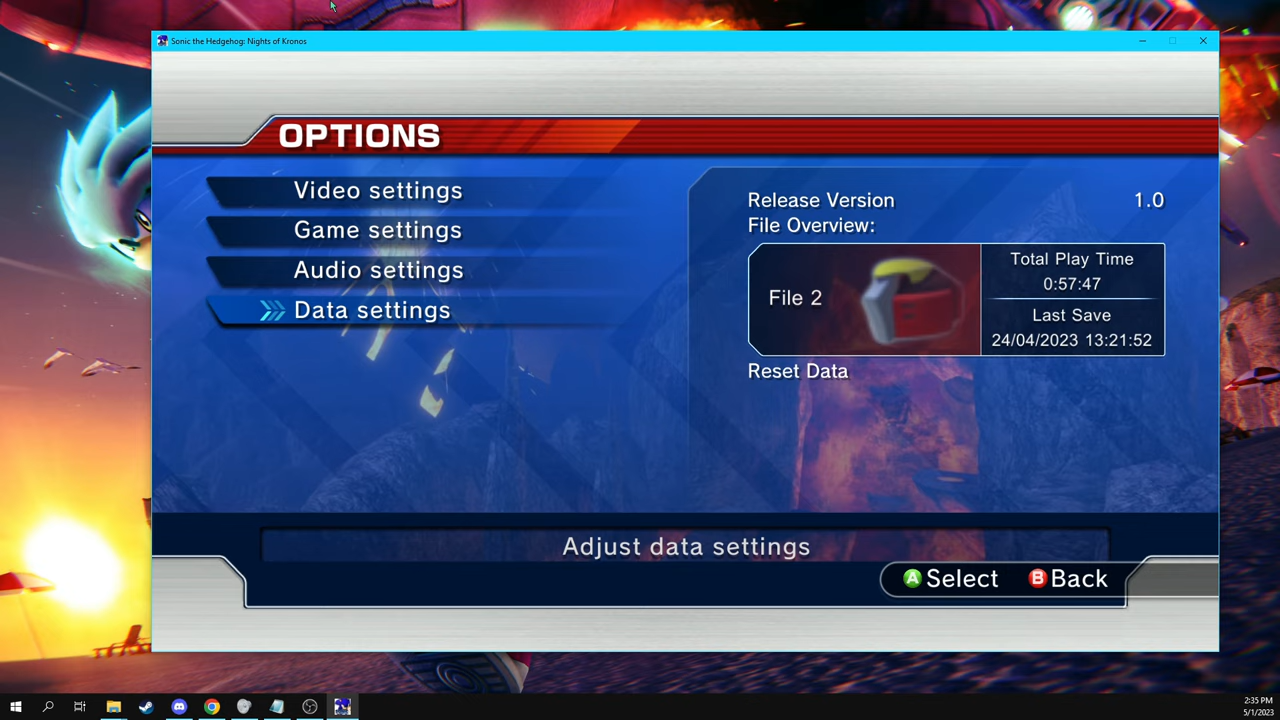 Sonic the Hedgehog: Nights of Kronos
OPTIONS
Video settings
Game settings
Audio settings
Data settings
Release Version 1.0
File Overview:
File 2
Total Play Time
0:57:47
Last Save
24/04/2023 13:21:52
Reset Data
Adjust data settings
A Select B Back
2:35 PM
5/1/2023